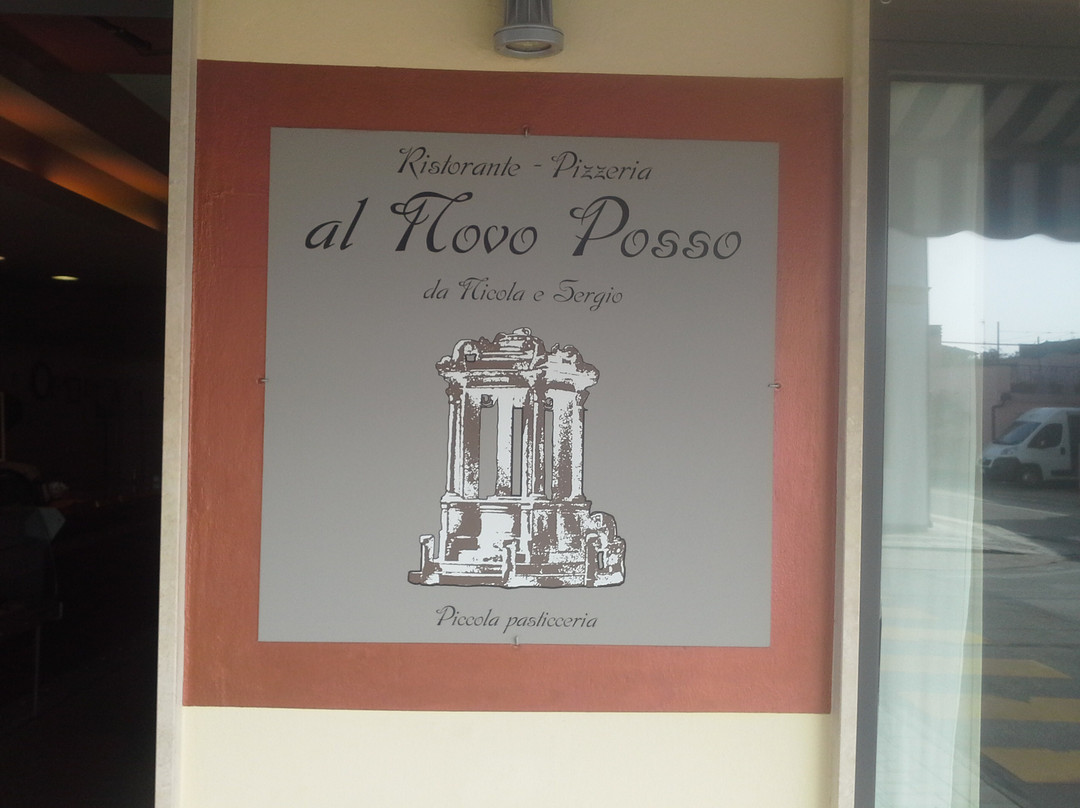 Ristorante - Pizzeria
al Novo Posso
da Nicola e Sergio
Piccola pasticceria